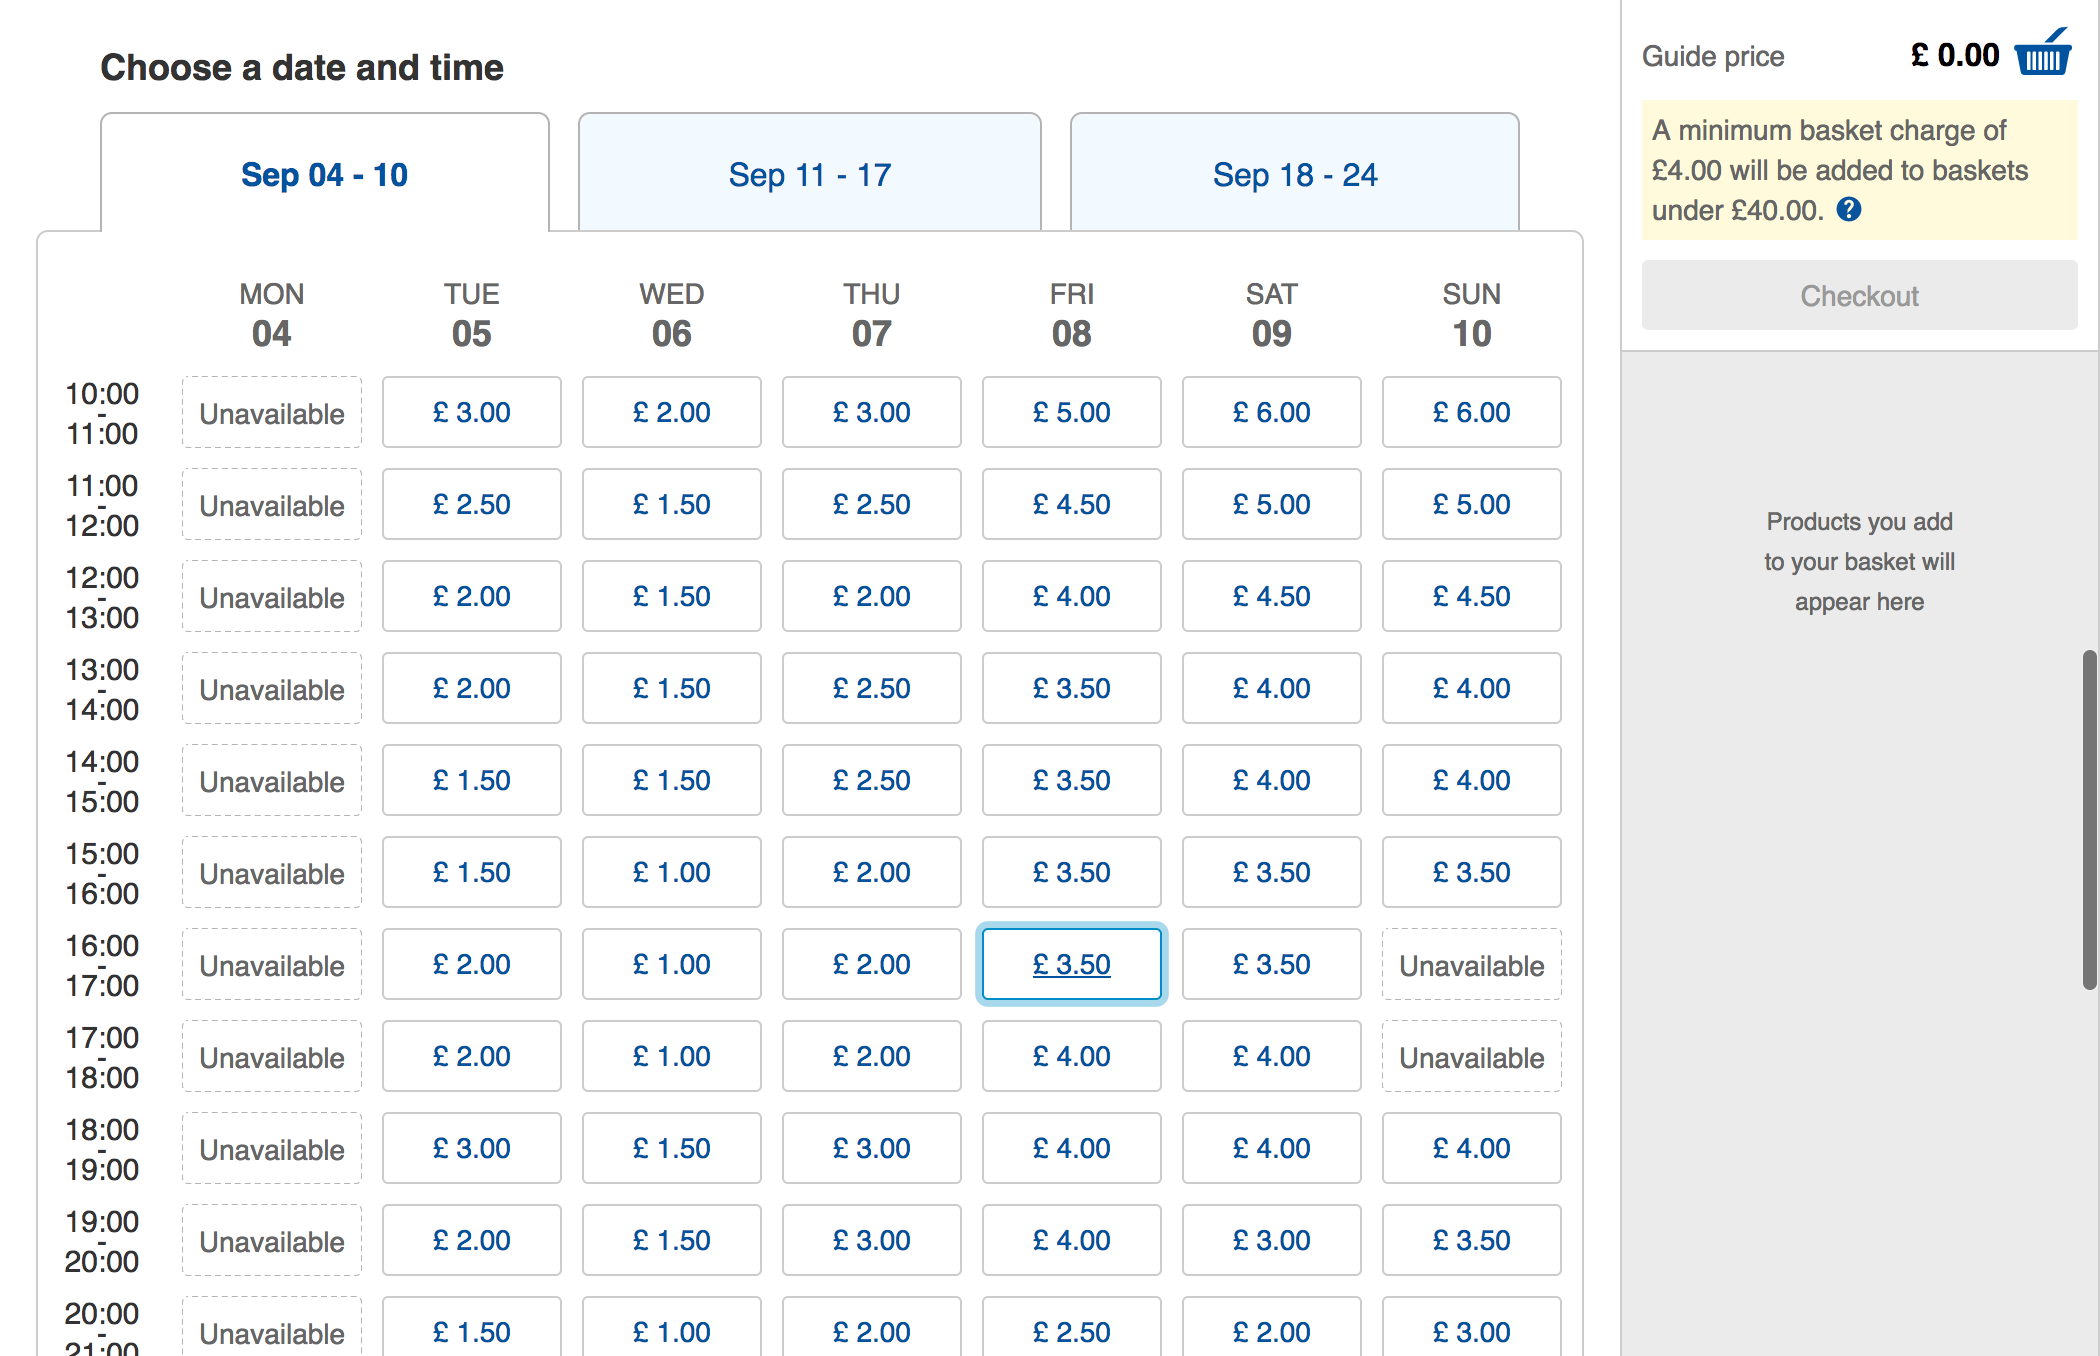 Choose a date and time
Sep 04 - 10
Sep 11 - 17
Sep 18 - 24
MON TUE WED THU FRI SAT SUN
04 05 06 07 08 09 10
10:00 - 11:00 Unavailable £ 3.00 £ 2.00 £ 3.00 £ 5.00 £ 6.00 £ 6.00
11:00 - 12:00 Unavailable £ 2.50 £ 1.50 £ 2.50 £ 4.50 £ 5.00 £ 5.00
12:00 - 13:00 Unavailable £ 2.00 £ 1.50 £ 2.00 £ 4.00 £ 4.50 £ 4.50
13:00 - 14:00 Unavailable £ 2.00 £ 1.50 £ 2.50 £ 3.50 £ 4.00 £ 4.00
14:00 - 15:00 Unavailable £ 1.50 £ 1.50 £ 2.50 £ 3.50 £ 4.00 £ 4.00
15:00 - 16:00 Unavailable £ 1.50 £ 1.00 £ 2.00 £ 3.50 £ 3.50 £ 3.50
16:00 - 17:00 Unavailable £ 2.00 £ 1.00 £ 2.00 £ 3.50 £ 3.50 Unavailable
17:00 - 18:00 Unavailable £ 2.00 £ 1.00 £ 2.00 £ 4.00 £ 4.00 Unavailable
18:00 - 19:00 Unavailable £ 3.00 £ 1.50 £ 3.00 £ 4.00 £ 4.00 £ 4.00
19:00 - 20:00 Unavailable £ 2.00 £ 1.50 £ 3.00 £ 4.00 £ 3.00 £ 3.50
20:00 - 21:00 Unavailable £ 1.50 £ 1.00 £ 2.00 £ 2.50 £ 2.00 £ 3.00
Guide price £ 0.00
A minimum basket charge of
£4.00 will be added to baskets
under £40.00. ?
Checkout
Products you add
to your basket will
appear here